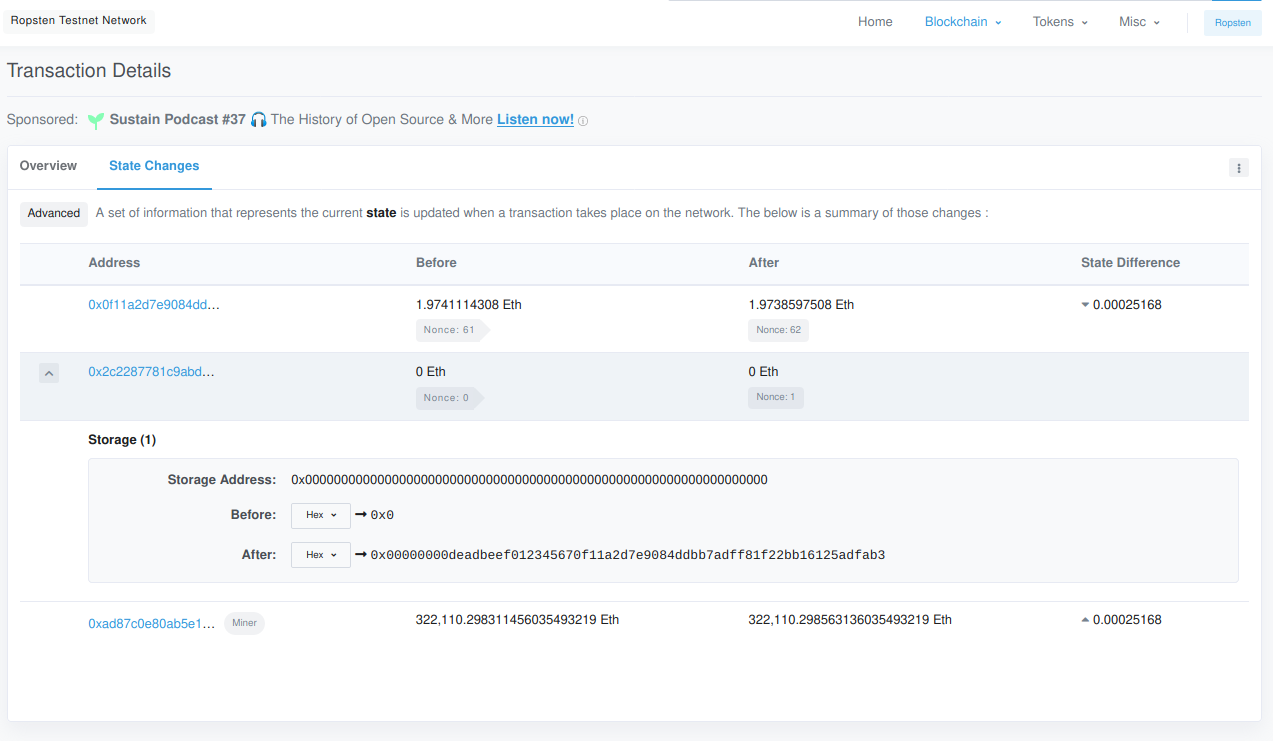 Ropsten Testnet Network
Home Blockchain Tokens Misc Ropsten
Transaction Details
Sponsored: Sustain Podcast #37 🎧 The History of Open Source & More Listen now!
Overview State Changes
Advanced A set of information that represents the current state is updated when a transaction takes place on the network. The below is a summary of those changes :
Address Before After State Difference
0x0f11a2d7e9084dd... 1.9741114308 Eth 1.9738597508 Eth 0.00025168
Nonce: 61 Nonce: 62
0x2c2287781c9abd... 0 Eth 0 Eth
Nonce: 0 Nonce: 1
Storage (1)
Storage Address: 0x0000000000000000000000000000000000000000000000000000000000000000
Before: Hex ➞ 0x0
After: Hex ➞ 0x00000000deadbeef012345670f11a2d7e9084ddbb7adff81f22bb16125adfab3
0xad87c0e80ab5e1... Miner 322,110.298311456035493219 Eth 322,110.298563136035493219 Eth 0.00025168